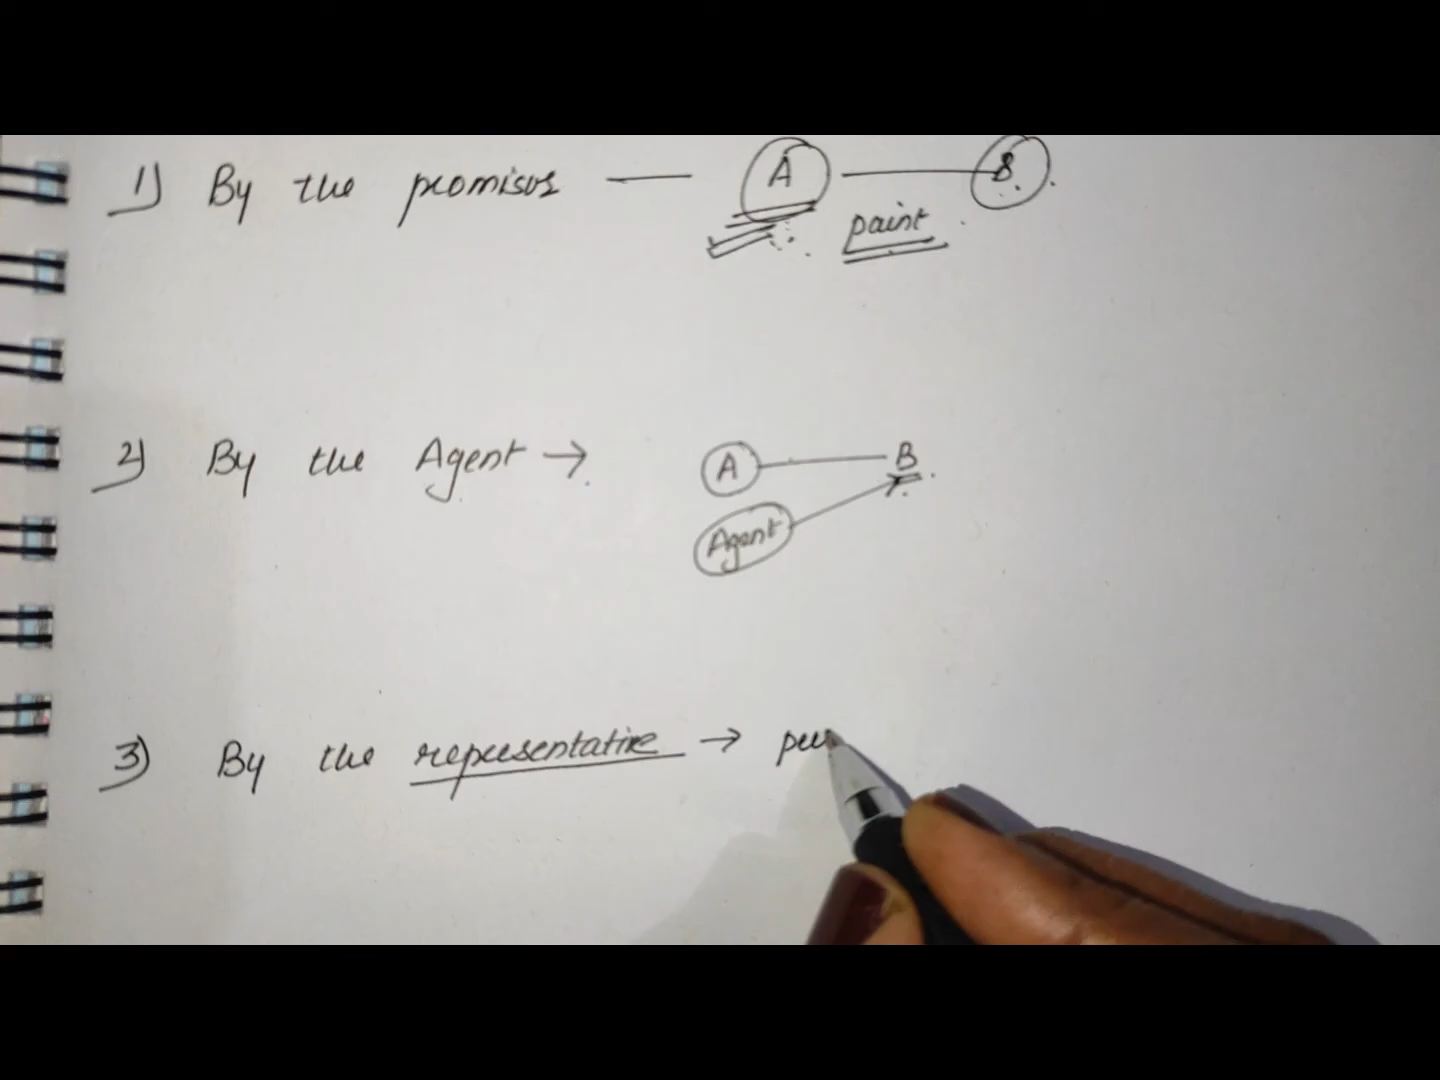 1) By the promisor — A — B
paint
2) By the Agent → A — B
Agent
3) By the representative →